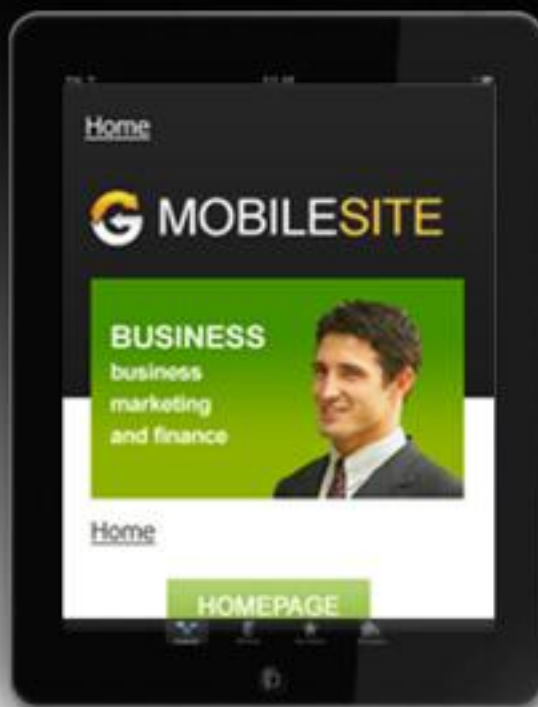 Home
MOBILESITE
BUSINESS
business
marketing
and finance
Home
HOMEPAGE